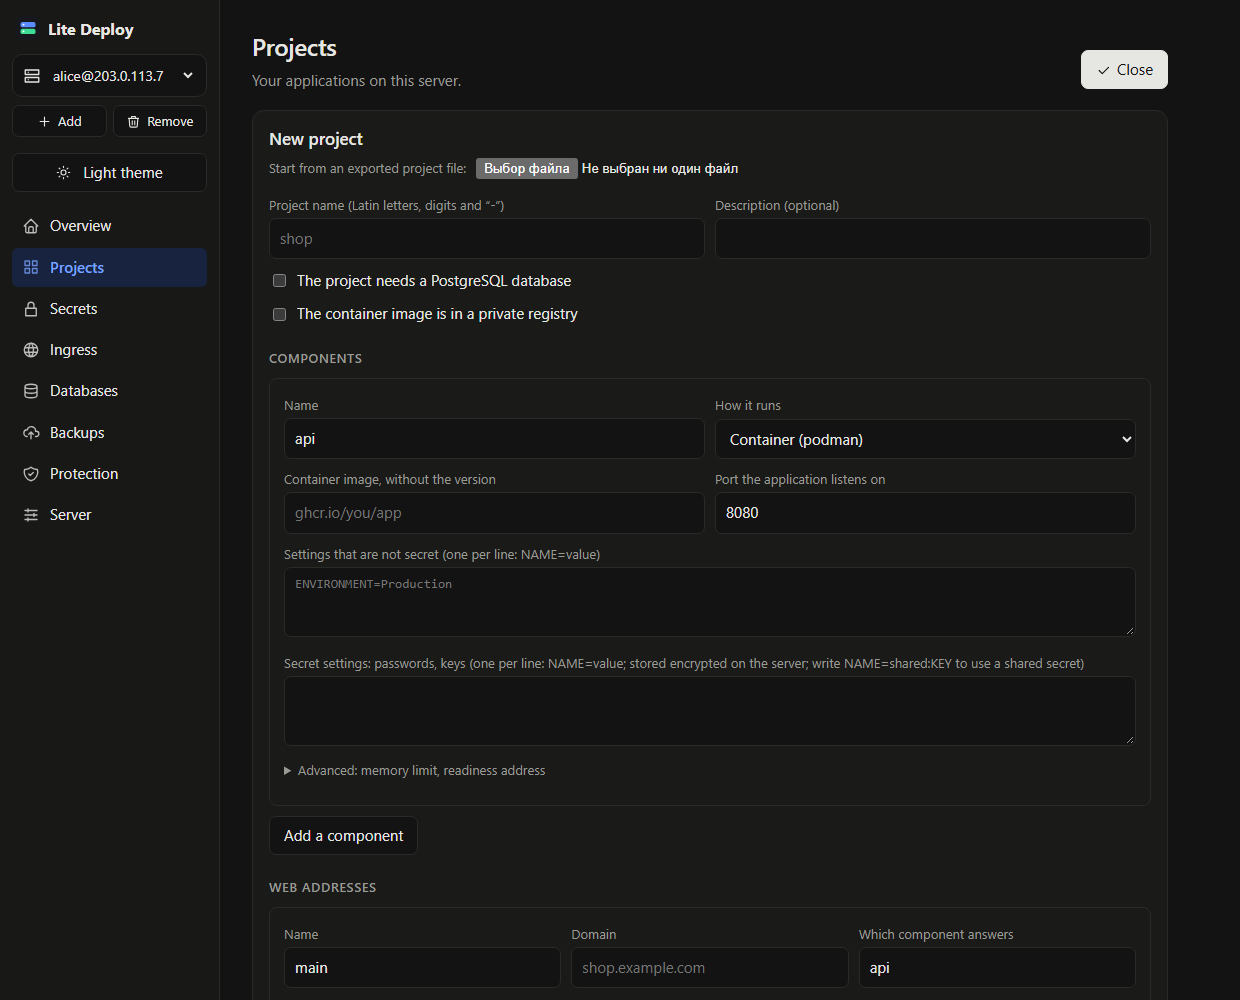 Lite Deploy
alice@203.0.113.7
Add
Remove
Light theme
Overview
Projects
Secrets
Ingress
Databases
Backups
Protection
Server
Projects
Your applications on this server.
Close
New project
Start from an exported project file: Выбор файла Не выбран ни один файл
Project name (Latin letters, digits and “-”)
Description (optional)
shop
The project needs a PostgreSQL database
The container image is in a private registry
COMPONENTS
Name
How it runs
api
Container (podman)
Container image, without the version
Port the application listens on
ghcr.io/you/app
8080
Settings that are not secret (one per line: NAME=value)
ENVIRONMENT=Production
Secret settings: passwords, keys (one per line: NAME=value; stored encrypted on the server; write NAME=shared:KEY to use a shared secret)
Advanced: memory limit, readiness address
Add a component
WEB ADDRESSES
Name
Domain
Which component answers
main
shop.example.com
api